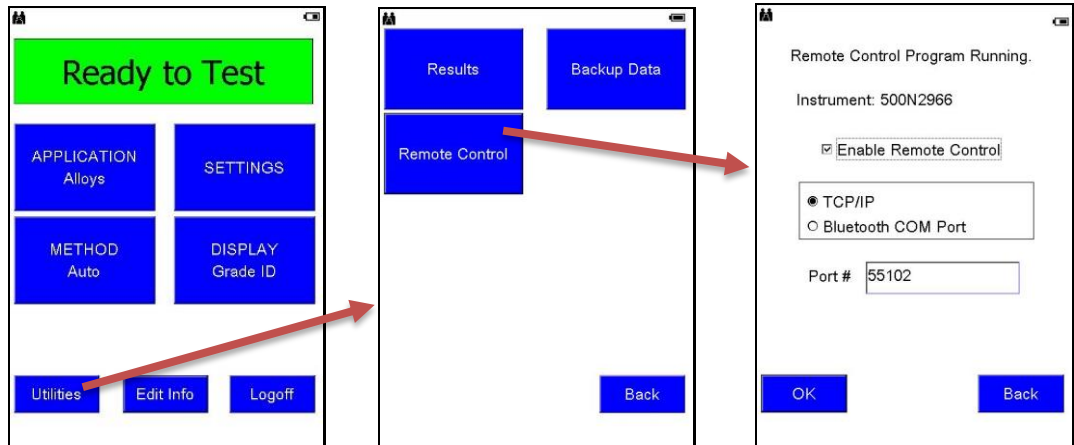 Ready to Test
APPLICATION
Alloys
SETTINGS
METHOD
Auto
DISPLAY
Grade ID
Utilities
Edit Info
Logoff
Results
Backup Data
Remote Control
Back
Remote Control Program Running.
Instrument: 500N2966
Enable Remote Control
TCP/IP
Bluetooth COM Port
Port # 55102
OK
Back